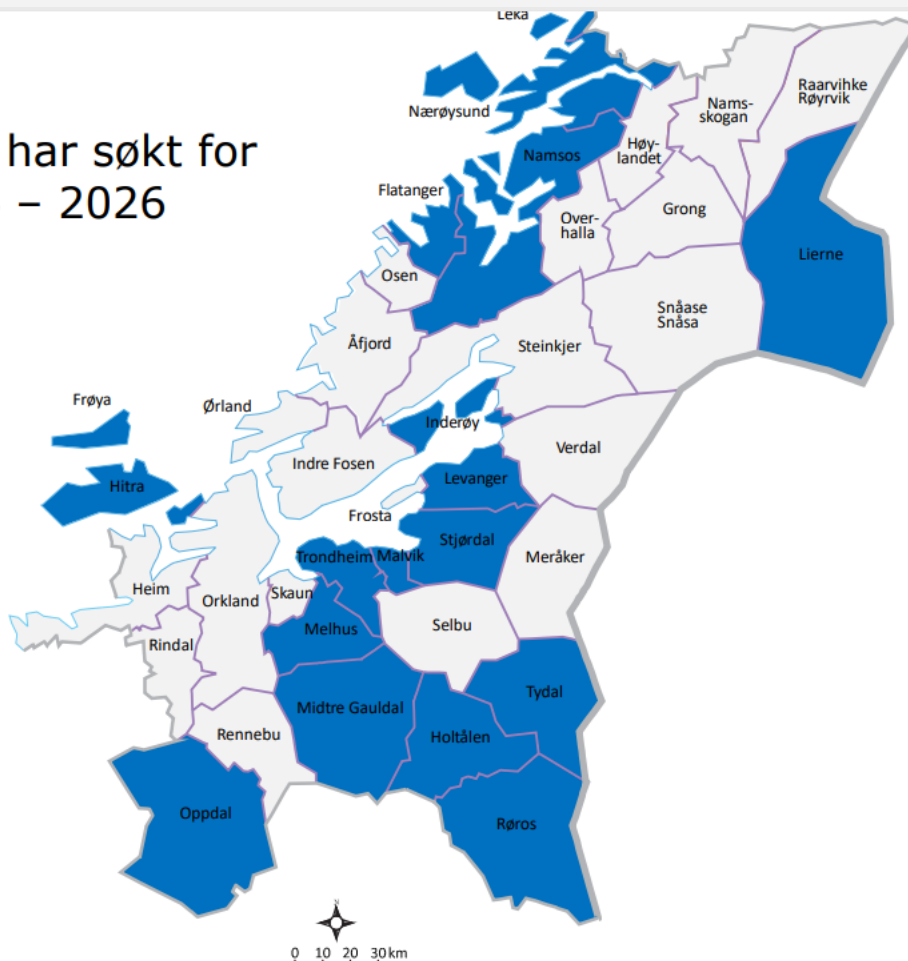 Leka
Nærøysund
Raarvihke
Røyrvik
Nams-
skogan
har søkt for
– 2026
Høy-
landet
Namsos
Flatanger
Over-
halla
Grong
Lierne
Osen
Snåase
Snåsa
Åfjord
Steinkjer
Frøya
Ørland
Inderøy
Verdal
Indre Fosen
Hitra
Levanger
Frosta
Stjørdal
Trondheim
Malvik
Meråker
Heim
Orkland
Skaun
Selbu
Melhus
Rindal
Tydal
Midtre Gauldal
Rennebu
Holtålen
Oppdal
Røros
N
0 10 20 30 km